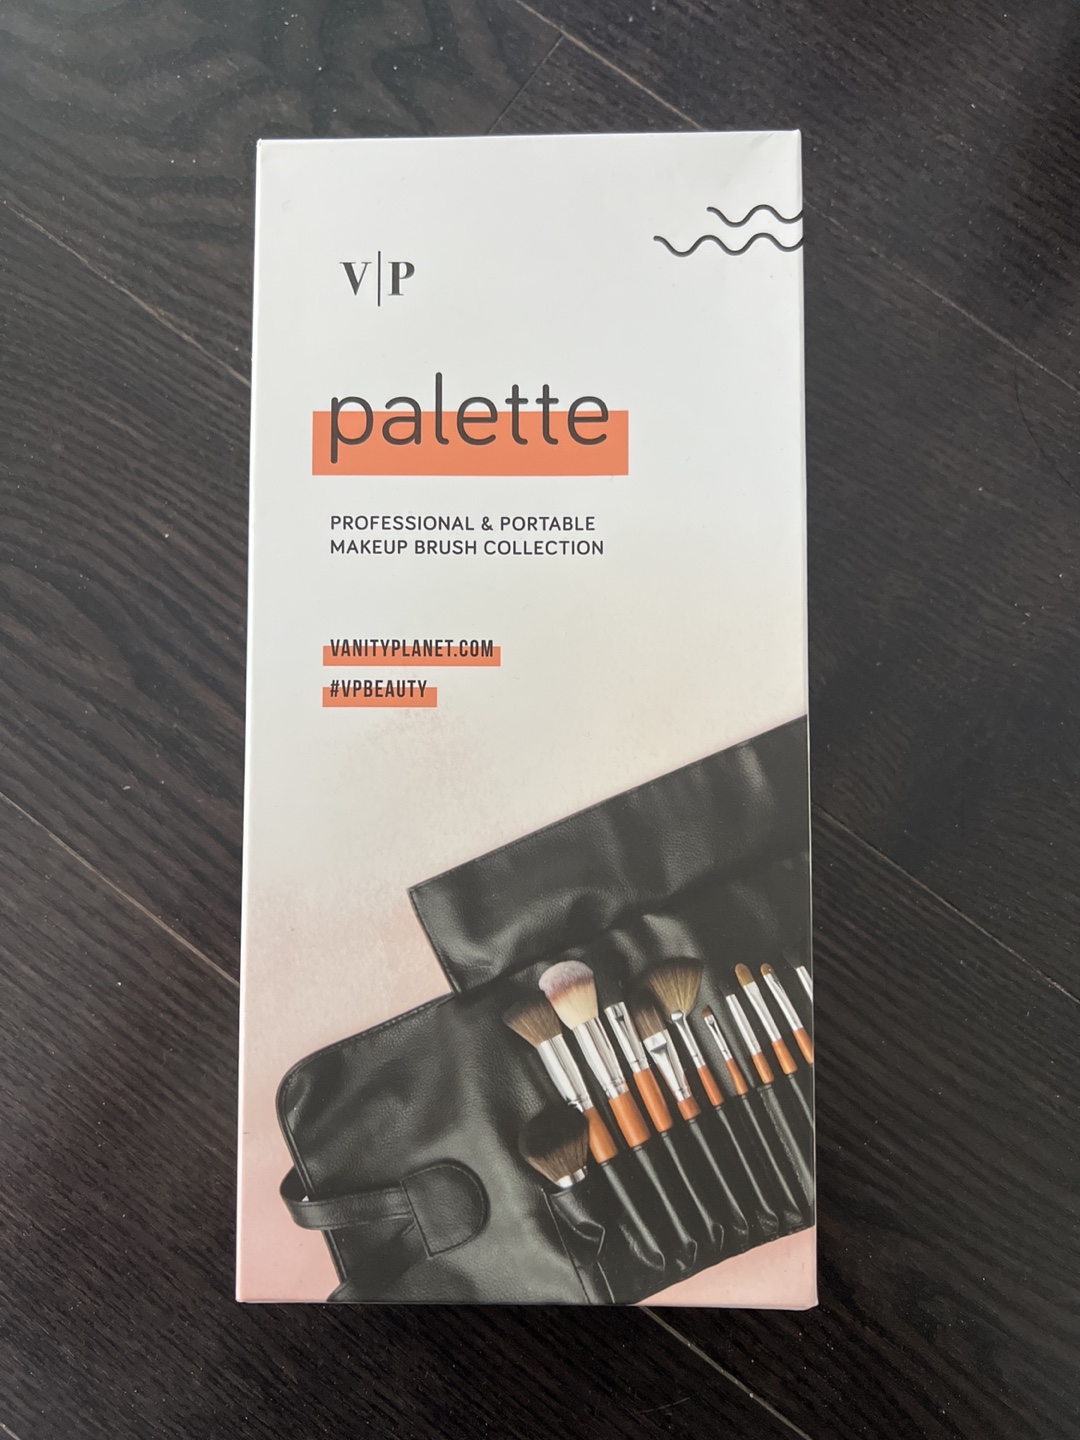 V|P
palette
PROFESSIONAL & PORTABLE
MAKEUP BRUSH COLLECTION
VANITYPLANET.COM
#VPBEAUTY